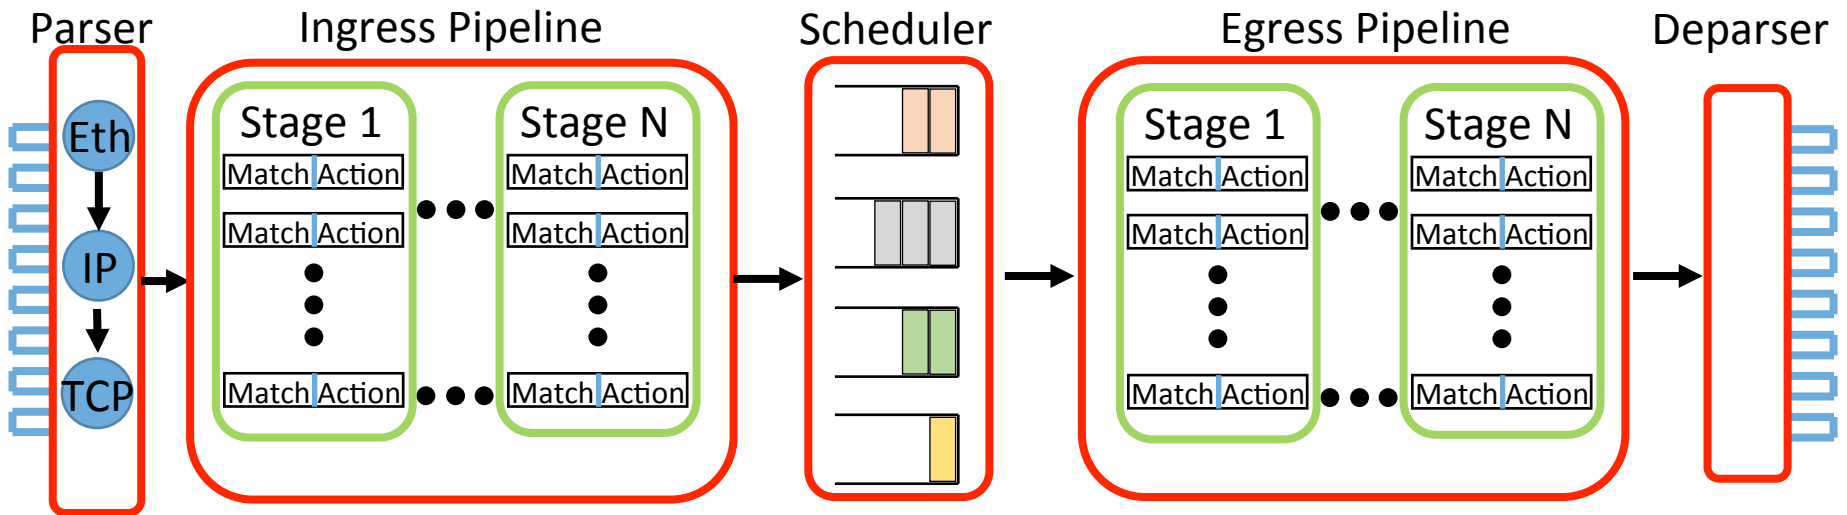 Parser
Ingress Pipeline
Scheduler
Egress Pipeline
Deparser
Eth
IP
TCP
Stage 1
Match Action
Match Action
Match Action
Stage N
Match Action
Match Action
Match Action
Stage 1
Match Action
Match Action
Match Action
Stage N
Match Action
Match Action
Match Action